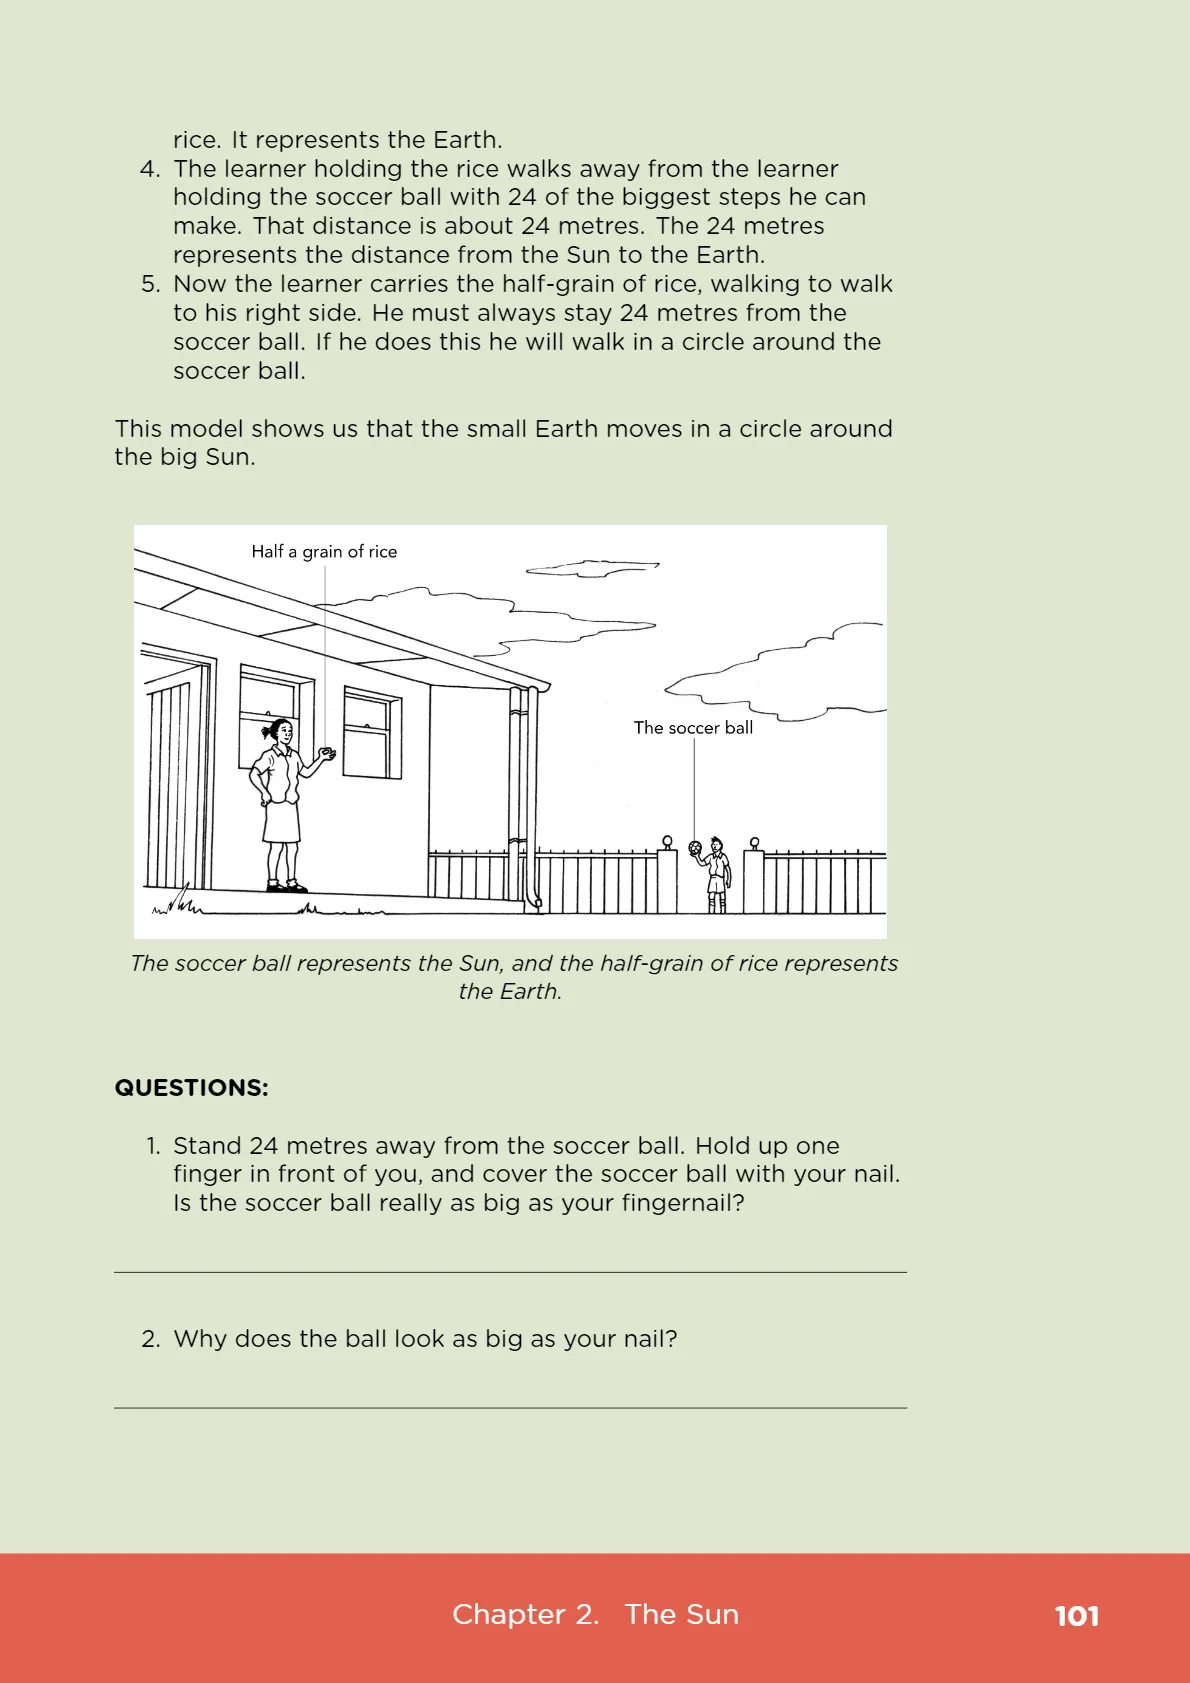 rice. It represents the Earth.
4. The learner holding the rice walks away from the learner
holding the soccer ball with 24 of the biggest steps he can
make. That distance is about 24 metres. The 24 metres
represents the distance from the Sun to the Earth.
5. Now the learner carries the half-grain of rice, walking to walk
to his right side. He must always stay 24 metres from the
soccer ball. If he does this he will walk in a circle around the
soccer ball.
This model shows us that the small Earth moves in a circle around
the big Sun.
Half a grain of rice
The soccer ball
The soccer ball represents the Sun, and the half-grain of rice represents
the Earth.
QUESTIONS:
1. Stand 24 metres away from the soccer ball. Hold up one
finger in front of you, and cover the soccer ball with your nail.
Is the soccer ball really as big as your fingernail?
2. Why does the ball look as big as your nail?
Chapter 2. The Sun
101